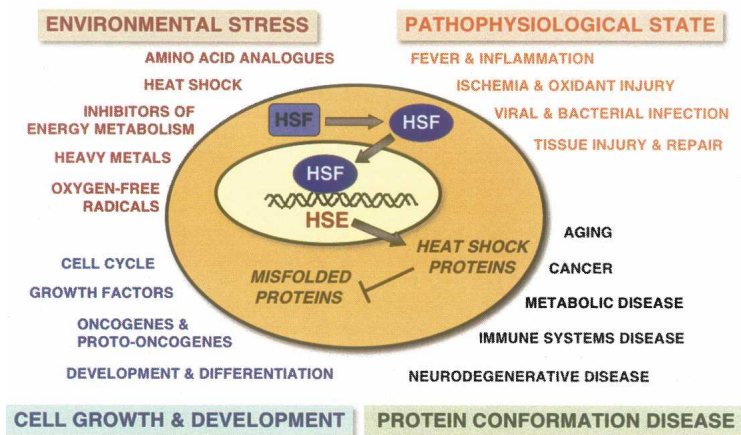 ENVIRONMENTAL STRESS
AMINO ACID ANALOGUES
HEAT SHOCK
INHIBITORS OF
ENERGY METABOLISM
HEAVY METALS
OXYGEN-FREE
RADICALS
PATHOPHYSIOLOGICAL STATE
FEVER & INFLAMMATION
ISCHEMIA & OXIDANT INJURY
VIRAL & BACTERIAL INFECTION
TISSUE INJURY & REPAIR
HSF
HSF
HSF
HSE
HEAT SHOCK
PROTEINS
MISFOLDED
PROTEINS
CELL CYCLE
GROWTH FACTORS
ONCOGENES &
PROTO-ONCOGENES
DEVELOPMENT & DIFFERENTIATION
CELL GROWTH & DEVELOPMENT
AGING
CANCER
METABOLIC DISEASE
IMMUNE SYSTEMS DISEASE
NEURODEGENERATIVE DISEASE
PROTEIN CONFORMATION DISEASE